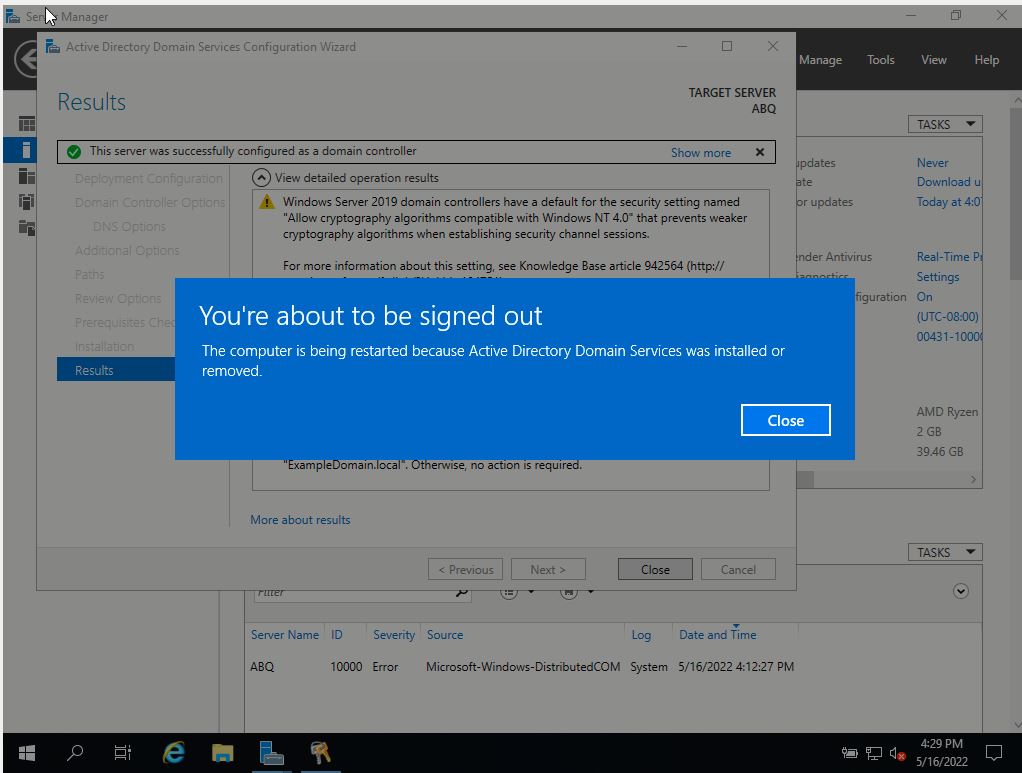 Server Manager
Active Directory Domain Services Configuration Wizard
Manage Tools View Help
Results
TARGET SERVER
ABQ
TASKS
This server was successfully configured as a domain controller
Show more
Deployment Configuration
Domain Controller Options
DNS Options
Additional Options
Paths
Review Options
Prerequisites Chec
Installation
Results
View detailed operation results
Windows Server 2019 domain controllers have a default for the security setting named
"Allow cryptography algorithms compatible with Windows NT 4.0" that prevents weaker
cryptography algorithms when establishing security channel sessions.
For more information about this setting, see Knowledge Base article 942564 (http://
You're about to be signed out
The computer is being restarted because Active Directory Domain Services was installed or
removed.
Close
"ExampleDomain.local". Otherwise, no action is required.
More about results
< Previous
Next >
Close
Cancel
updates Never
Download u
or updates Today at 4:07
ender Antivirus Real-Time Pr
Settings
figuration On
(UTC-08:00)
00431-1000
AMD Ryzen
2 GB
39.46 GB
TASKS
Filter
Server Name ID Severity Source Log Date and Time
ABQ 10000 Error Microsoft-Windows-DistributedCOM System 5/16/2022 4:12:27 PM
4:29 PM
5/16/2022